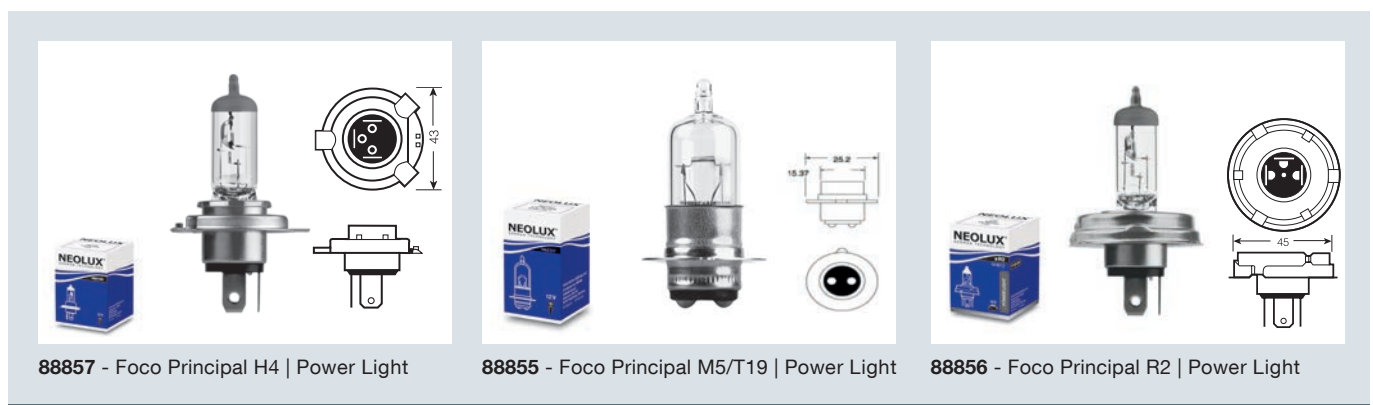 43
NEOLUX
25.2
15.37
NEOLUX
12V
NEOLUX
45
88857 - Foco Principal H4 | Power Light
88855 - Foco Principal M5/T19 | Power Light
88856 - Foco Principal R2 | Power Light